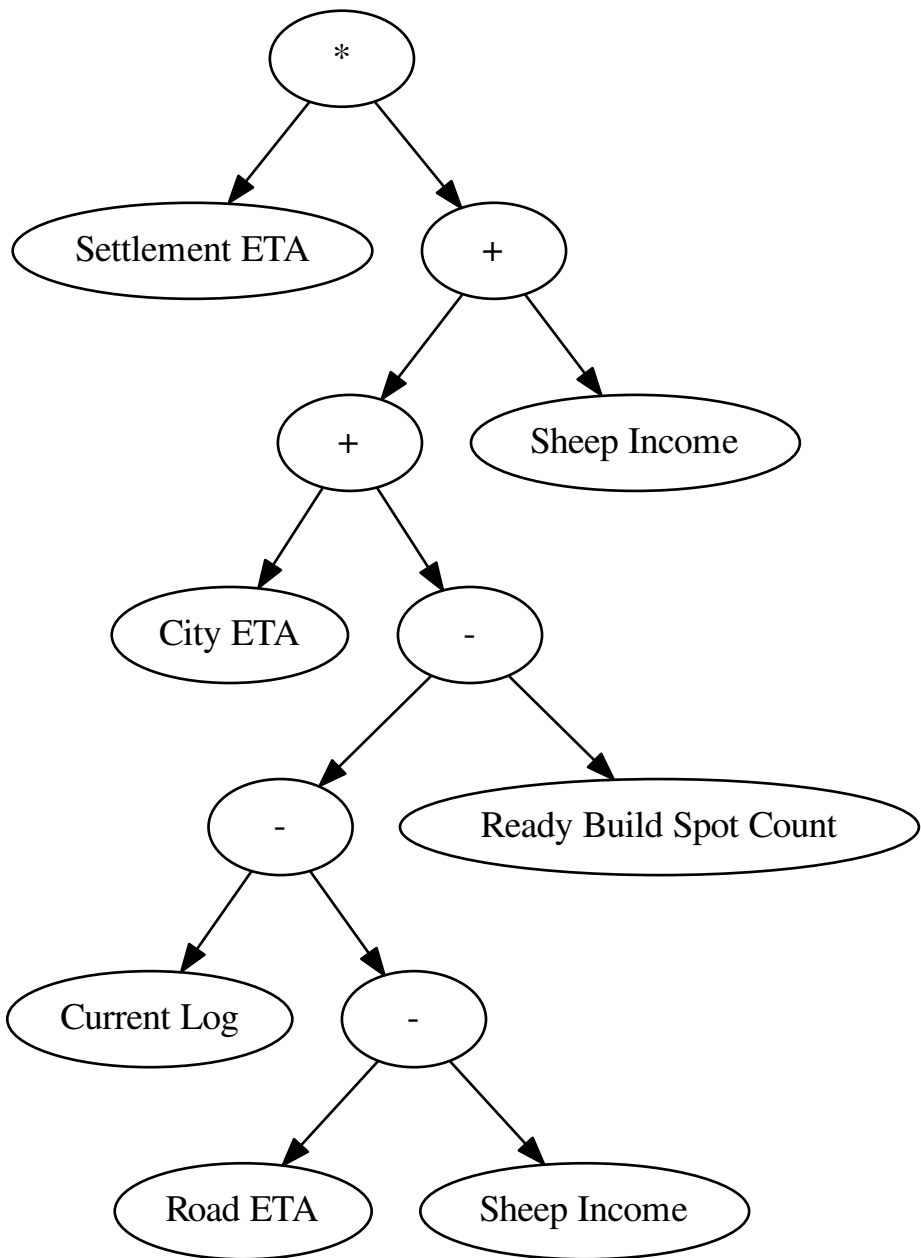 *
Settlement ETA
+
+
Sheep Income
City ETA
-
-
Ready Build Spot Count
Current Log
-
Road ETA
Sheep Income